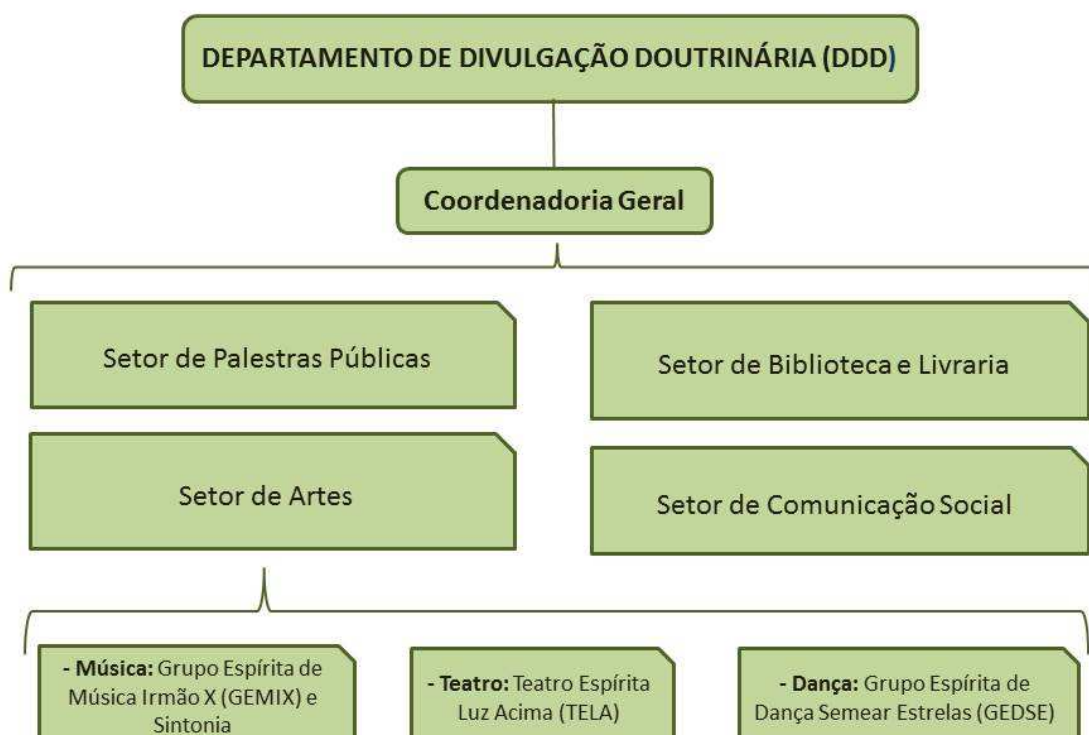 DEPARTAMENTO DE DIVULGAÇÃO DOUTRINÁRIA (DDD)
Coordenadoria Geral
Setor de Palestras Públicas
Setor de Biblioteca e Livraria
Setor de Artes
Setor de Comunicação Social
- Música: Grupo Espírita de
Música Irmão X (GEMIX) e
Sintonia
- Teatro: Teatro Espírita
Luz Acima (TELA)
- Dança: Grupo Espírita de
Dança Semear Estrelas (GEDSE)